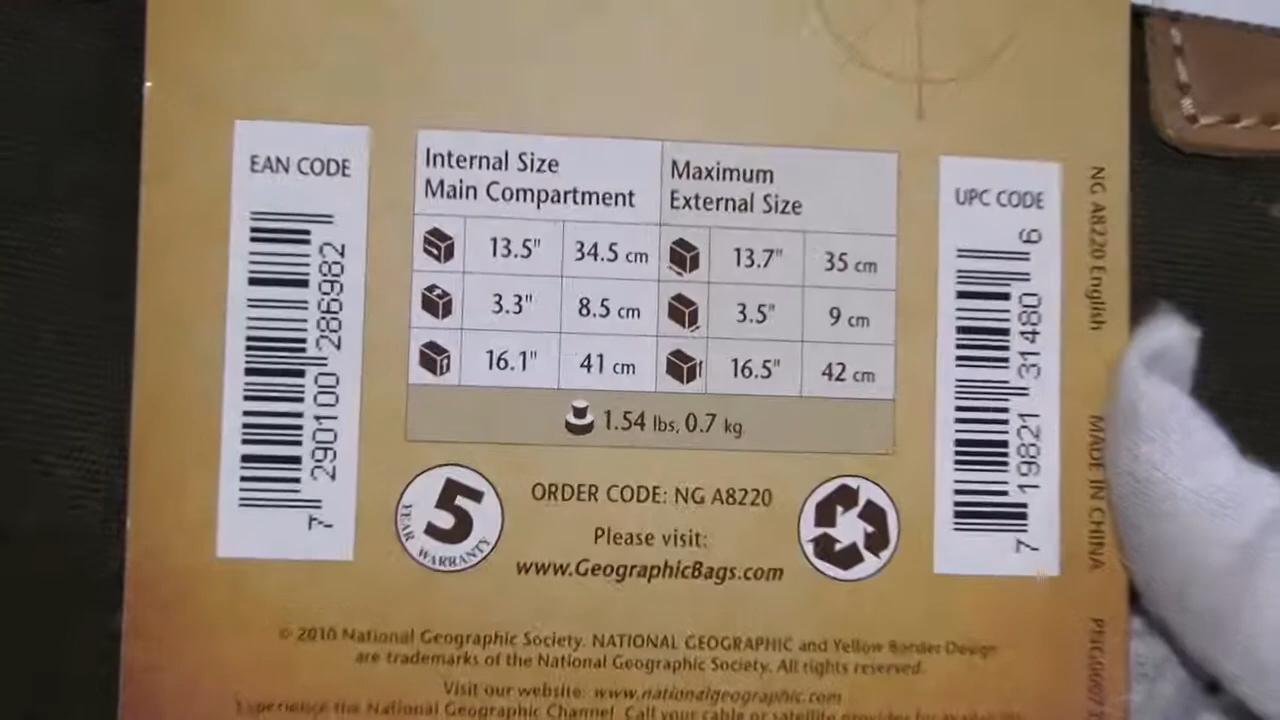 EAN CODE
7 290100 286982
Internal Size
Main Compartment
Maximum
External Size
13.5" 34.5 cm 13.7" 35 cm
3.3" 8.5 cm 3.5" 9 cm
16.1" 41 cm 16.5" 42 cm
1.54 lbs, 0.7 kg
5
YEAR WARRANTY
ORDER CODE: NG A8220
Please visit:
www.GeographicBags.com
UPC CODE
7 19821 31480 6
NG A8220 English
MADE IN CHINA
© 2010 National Geographic Society. NATIONAL GEOGRAPHIC and Yellow Border Design
are trademarks of the National Geographic Society. All rights reserved.
Visit our website: www.nationalgeographic.com
Experience the National Geographic Channel. Call your cable or satellite provider for